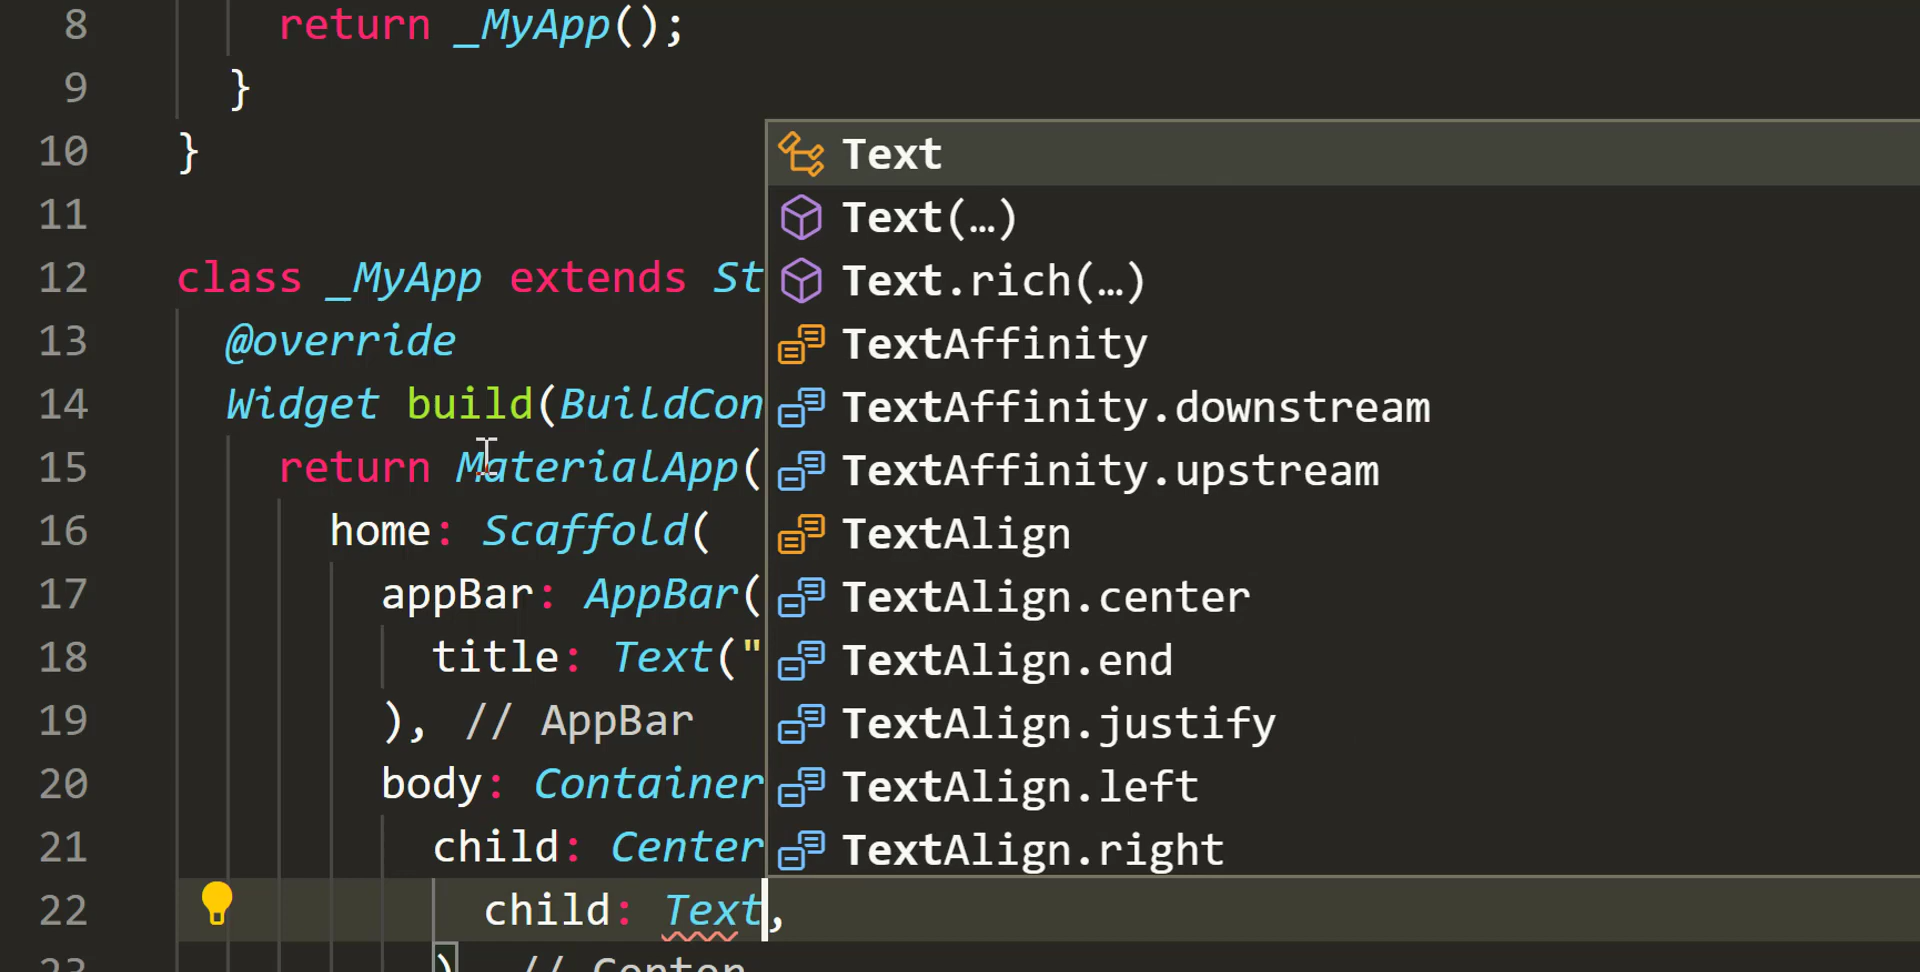 8 return _MyApp();
9 }
10 }
11
12 class _MyApp extends St
13 @override
14 Widget build(BuildCon
15 return MaterialApp(
16 home: Scaffold(
17 appBar: AppBar(
18 title: Text("
19 ), // AppBar
20 body: Container
21 child: Center
22 child: Text,
23 ) // Center
Text
Text(…)
Text.rich(…)
TextAffinity
TextAffinity.downstream
TextAffinity.upstream
TextAlign
TextAlign.center
TextAlign.end
TextAlign.justify
TextAlign.left
TextAlign.right